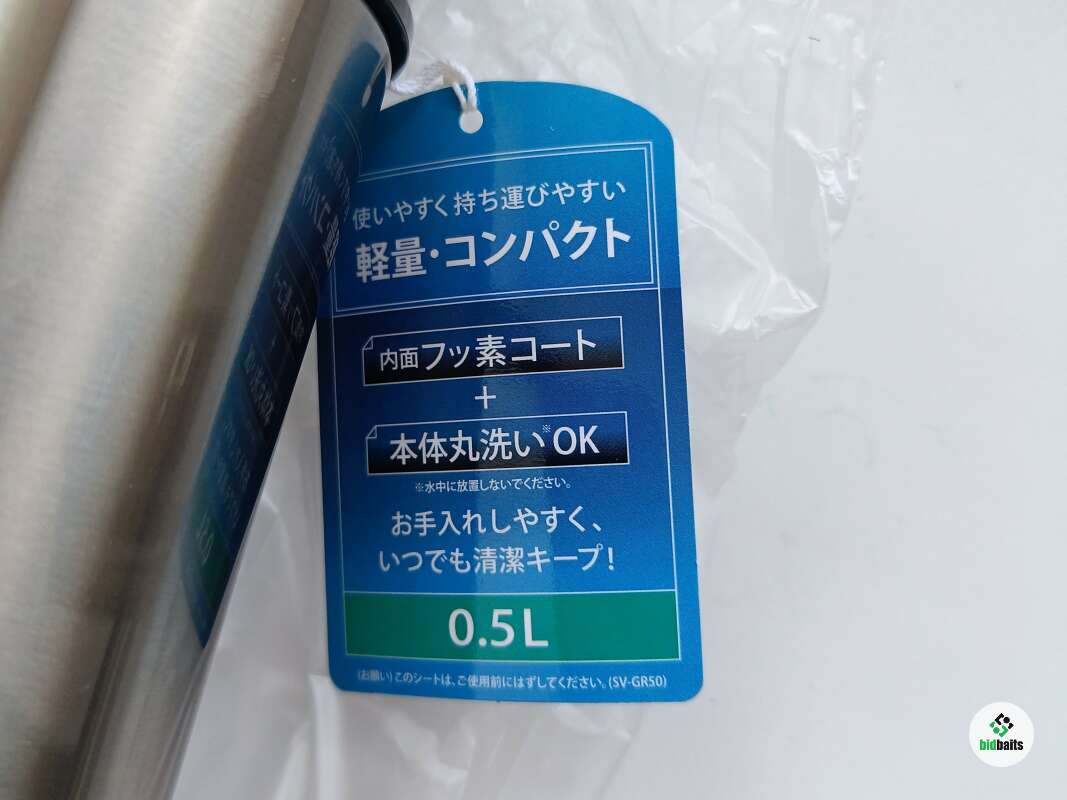 使いやすく持ち運びやすい
軽量・コンパクト
内面フッ素コート
+
本体丸洗い※OK
※水中に放置しないでください。
お手入れしやすく、
いつでも清潔キープ!
0.5L
(お願い)このシートは、ご使用前にはずしてください。(SV-GR50)
bidbaits